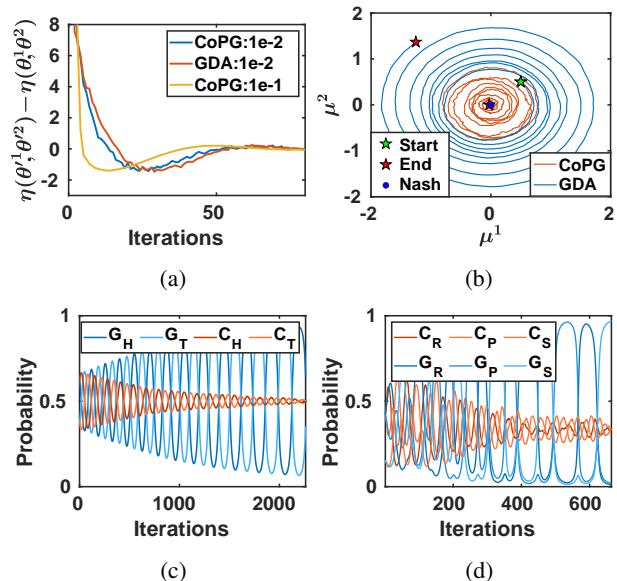 CoPG:1e-2
GDA:1e-2
CoPG:1e-1
8
6
4
2
0
-2
0
50
η(θ′¹,θ′²) − η(θ,¹θ²)
Iterations
(a)
2
1
0
-1
-2
-2
0
2
μ²
μ¹
Start
End
Nash
CoPG
GDA
(b)
1
0.5
0
0
1000
2000
G_H G_T C_H C_T
Probability
Iterations
(c)
1
0.5
0
200
400
600
C_R C_P C_S
G_R G_P G_S
Probability
Iterations
(d)